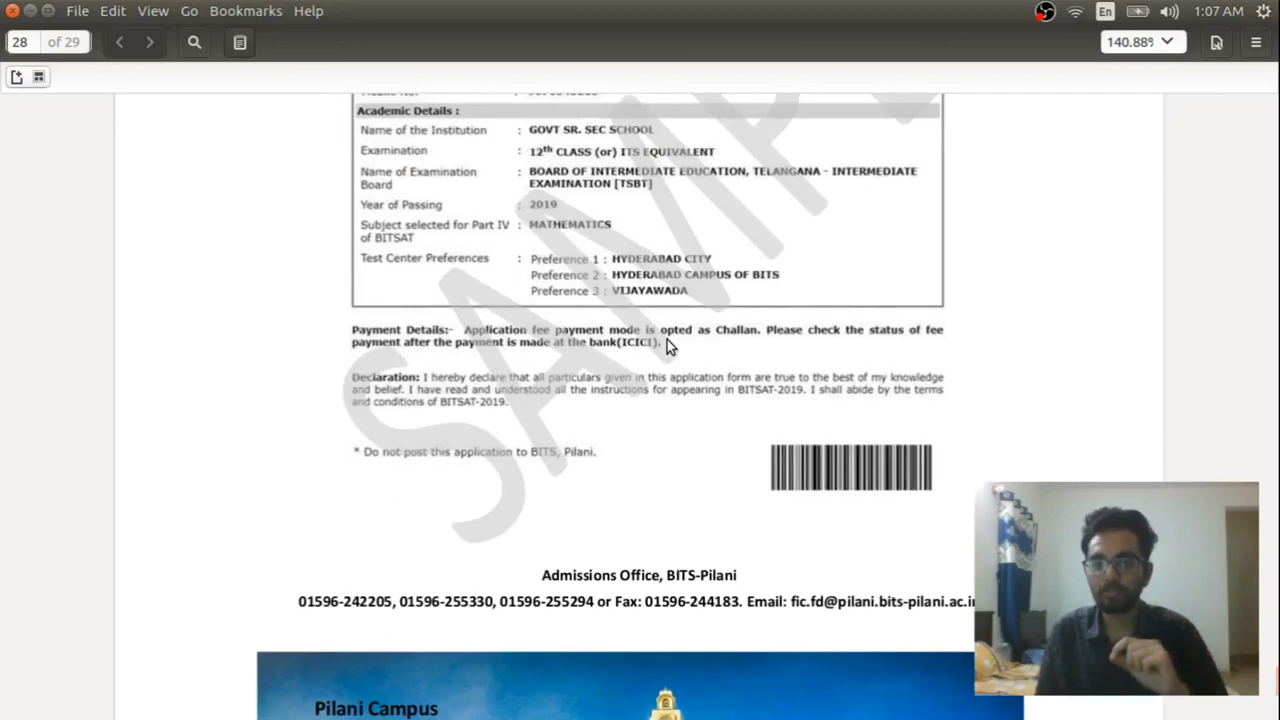 File Edit View Go Bookmarks Help
En 1:07 AM
28 of 29
140.88%
Academic Details :
Name of the Institution : GOVT SR. SEC SCHOOL
Examination : 12th CLASS (or) ITS EQUIVALENT
Name of Examination : BOARD OF INTERMEDIATE EDUCATION, TELANGANA - INTERMEDIATE
Board EXAMINATION [TSBT]
Year of Passing : 2019
Subject selected for Part IV : MATHEMATICS
of BITSAT
Test Center Preferences : Preference 1 : HYDERABAD CITY
Preference 2 : HYDERABAD CAMPUS OF BITS
Preference 3 : VIJAYAWADA
Payment Details:- Application fee payment mode is opted as Challan. Please check the status of fee
payment after the payment is made at the bank(ICICI).
Declaration: I hereby declare that all particulars given in this application form are true to the best of my knowledge
and belief. I have read and understood all the instructions for appearing in BITSAT-2019. I shall abide by the terms
and conditions of BITSAT-2019.
* Do not post this application to BITS, Pilani.
Admissions Office, BITS-Pilani
01596-242205, 01596-255330, 01596-255294 or Fax: 01596-244183. Email: fic.fd@pilani.bits-pilani.ac.in
Pilani Campus